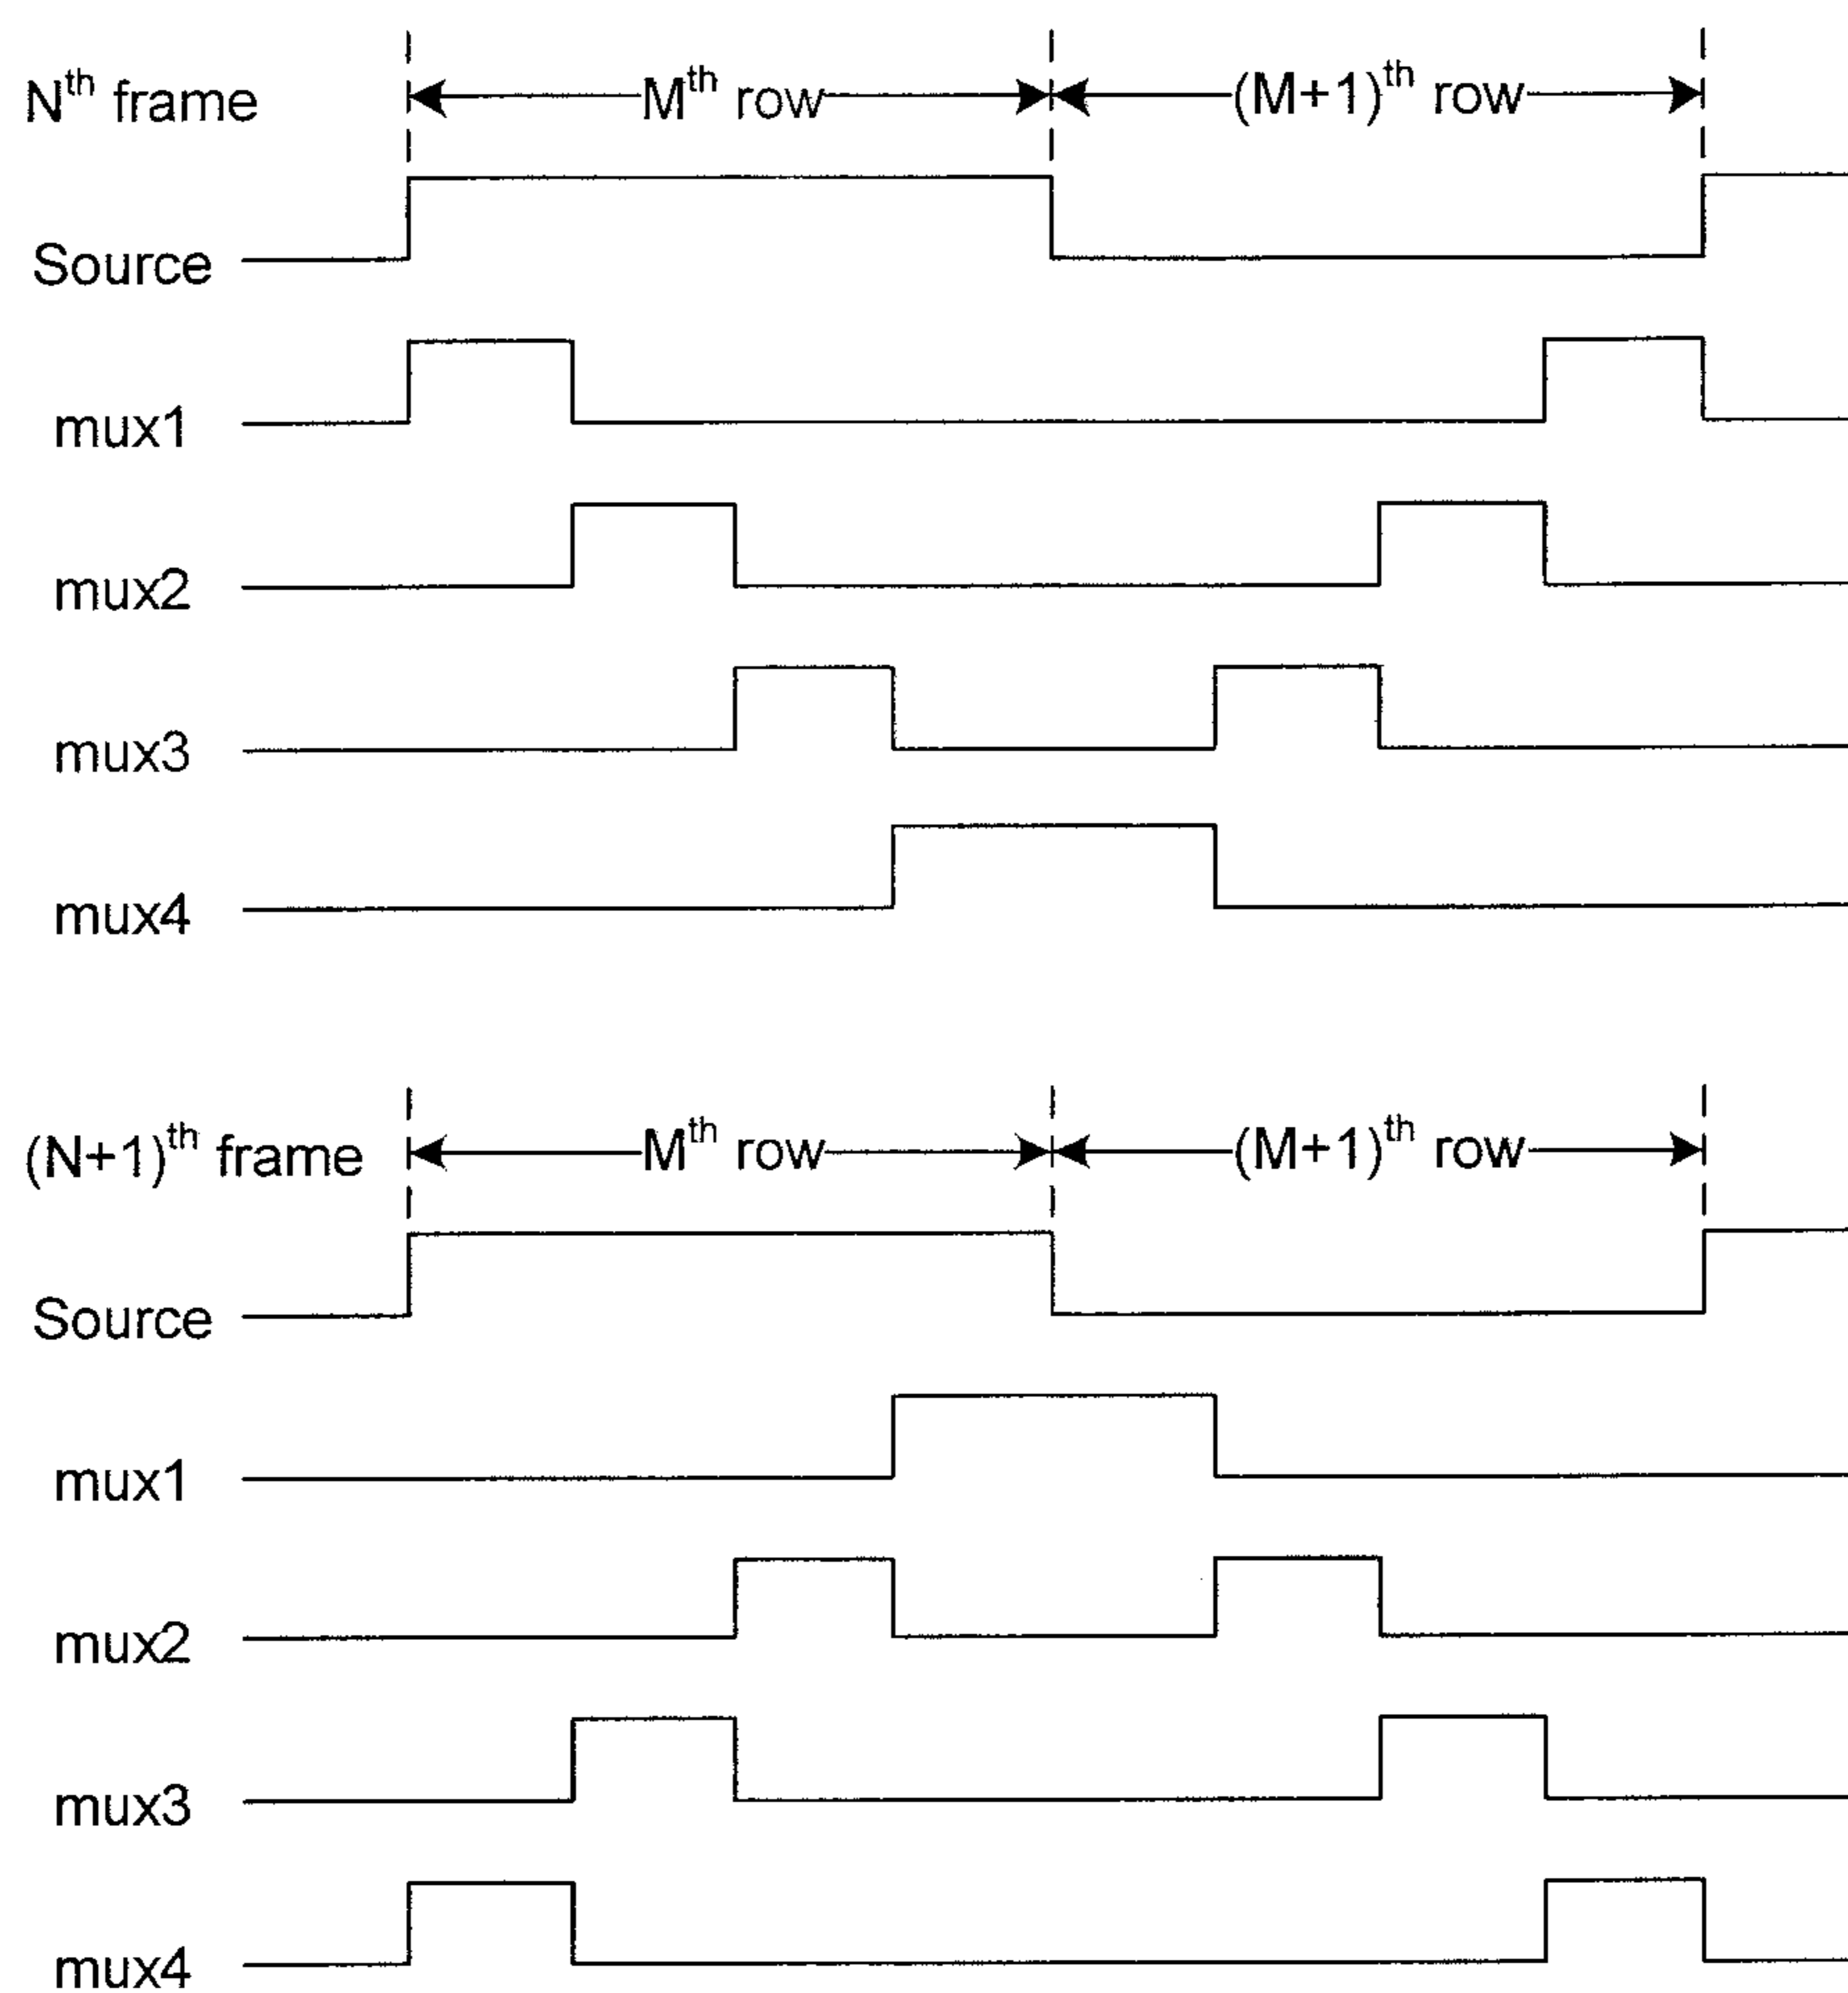 Nth frame Mth row (M+1)th row
Source
mux1
mux2
mux3
mux4
(N+1)th frame Mth row (M+1)th row
Source
mux1
mux2
mux3
mux4